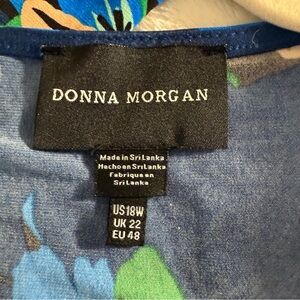 DONNA MORGAN
Made in Sri Lanka
Hecho en Sri Lanka
Fabrique en
Sri Lanka
US 18W
UK 22
EU 48